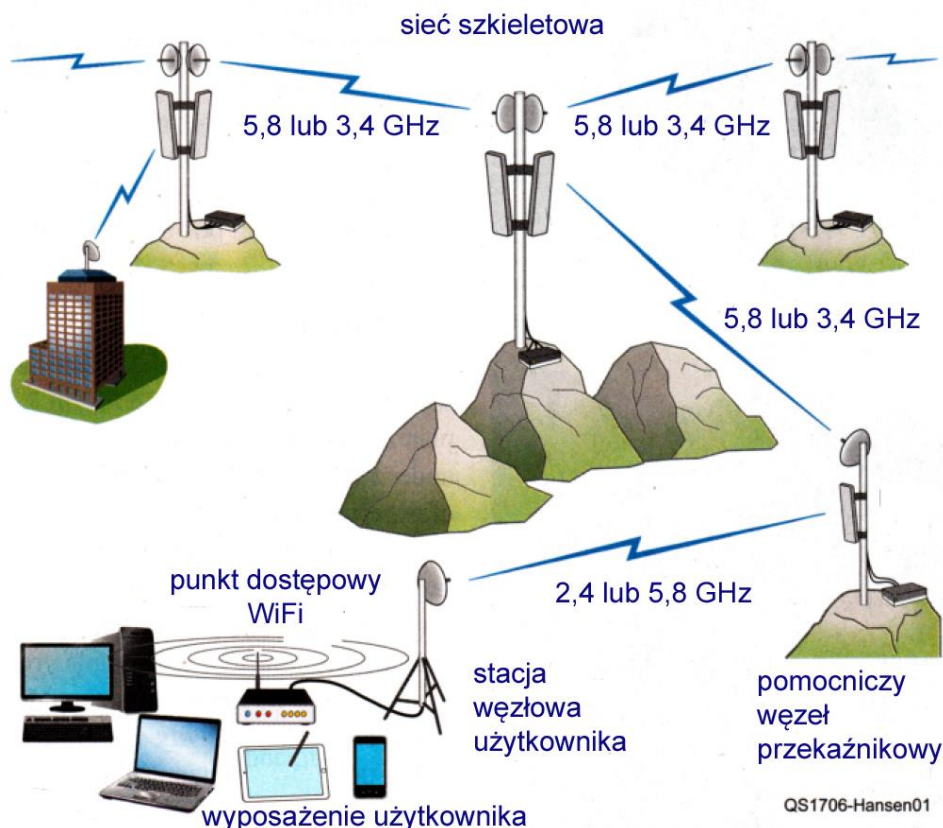 sieć szkieletowa
5,8 lub 3,4 GHz
5,8 lub 3,4 GHz
5,8 lub 3,4 GHz
2,4 lub 5,8 GHz
punkt dostępowy
WiFi
stacja
węzłowa
użytkownika
pomocniczy
węzeł
przekaźnikowy
wyposażenie użytkownika
QS1706-Hansen01